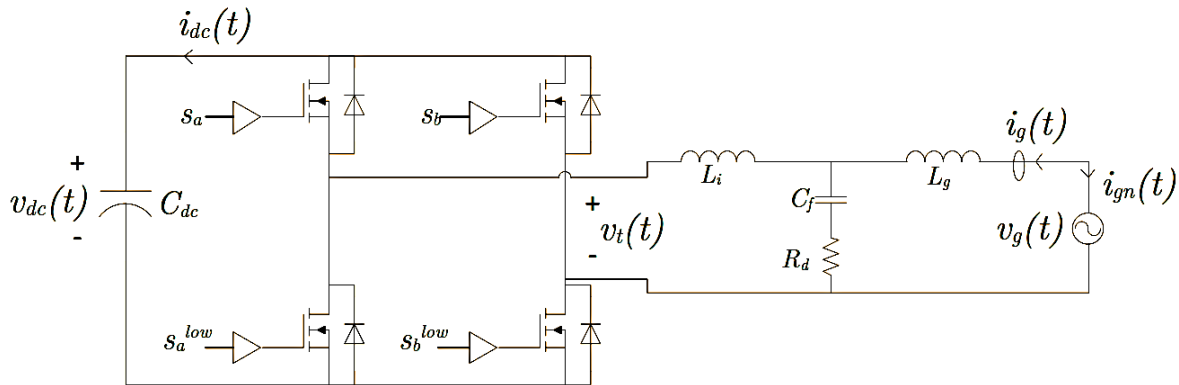 i_dc(t)
s_a
s_b
i_g(t)
L_i
L_g
i_gn(t)
+
v_dc(t)
-
C_dc
+
v_t(t)
-
C_f
R_d
v_g(t)
s_a^low
s_b^low